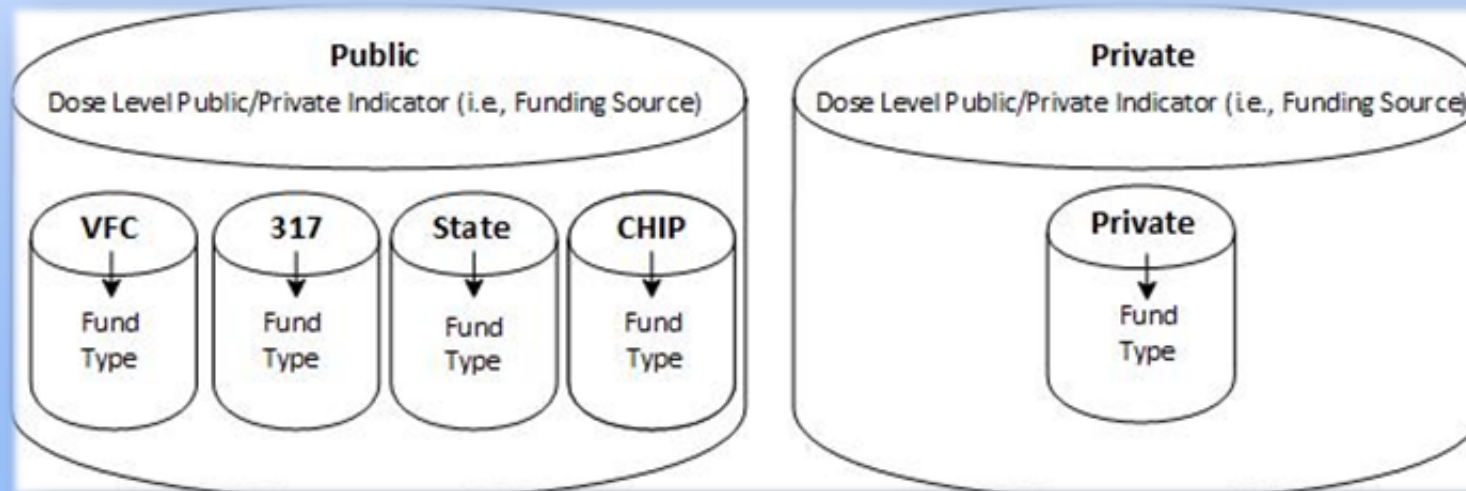 Public
Dose Level Public/Private Indicator (i.e., Funding Source)
VFC
Fund
Type
317
Fund
Type
State
Fund
Type
CHIP
Fund
Type
Private
Dose Level Public/Private Indicator (i.e., Funding Source)
Private
Fund
Type